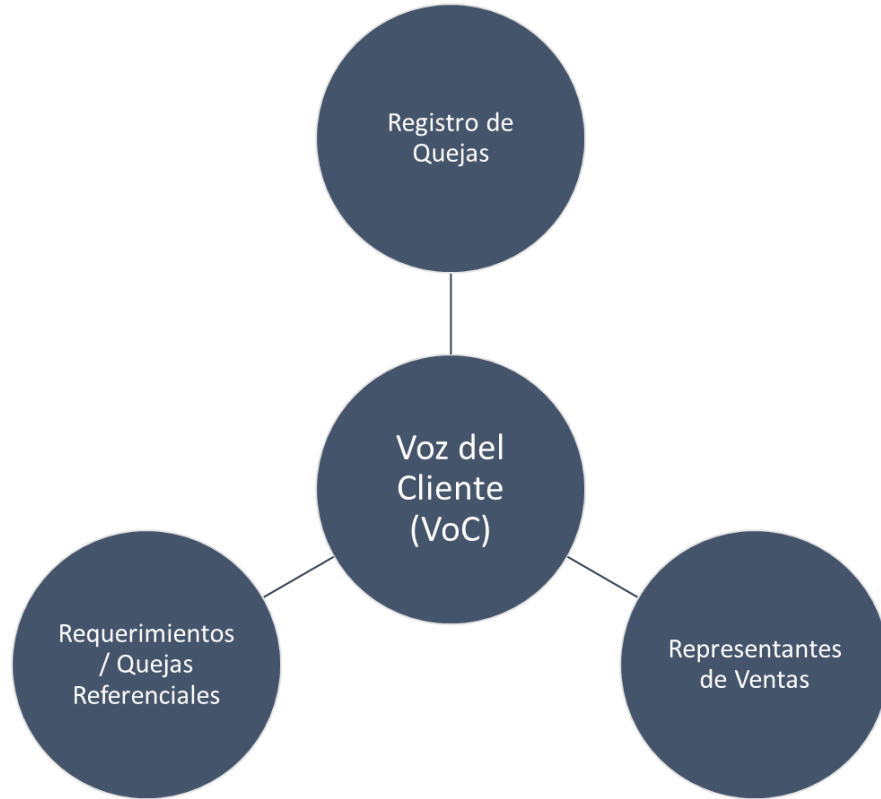 Registro de
Quejas
Voz del
Cliente
(VoC)
Requerimientos
/ Quejas
Referenciales
Representantes
de Ventas